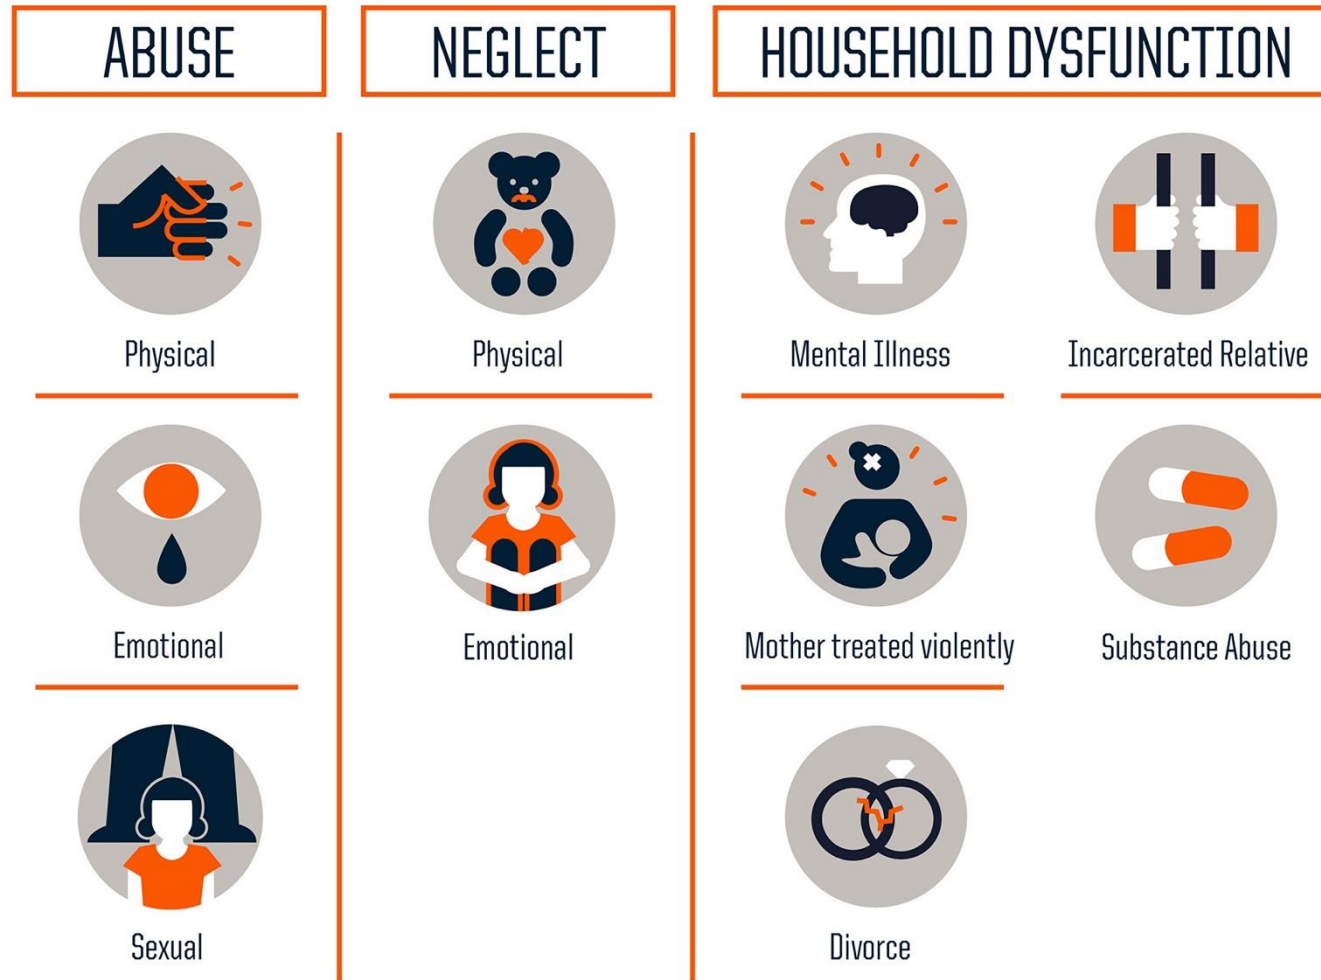 ABUSE
Physical
Emotional
Sexual
NEGLECT
Physical
Emotional
HOUSEHOLD DYSFUNCTION
Mental Illness
Incarcerated Relative
Mother treated violently
Substance Abuse
Divorce